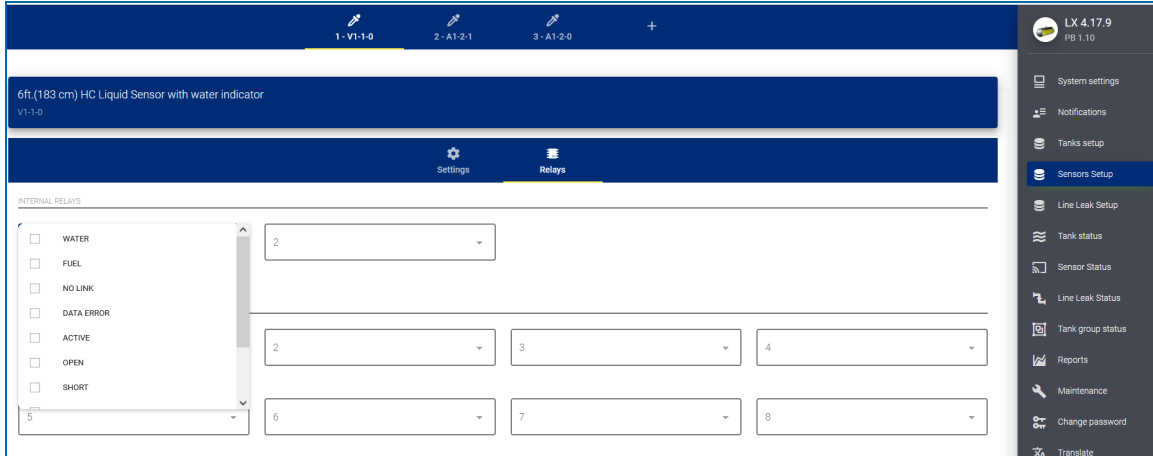 1 - V1-1-0
2 - A1-2-1
3 - A1-2-0
+
LX 4.17.9
PB 1.10
6ft.(183 cm) HC Liquid Sensor with water indicator
V1-1-0
Settings
Relays
INTERNAL RELAYS
WATER
FUEL
NO LINK
DATA ERROR
ACTIVE
OPEN
SHORT
2
2
3
4
5
6
7
8
System settings
Notifications
Tanks setup
Sensors Setup
Line Leak Setup
Tank status
Sensor Status
Line Leak Status
Tank group status
Reports
Maintenance
Change password
Translate